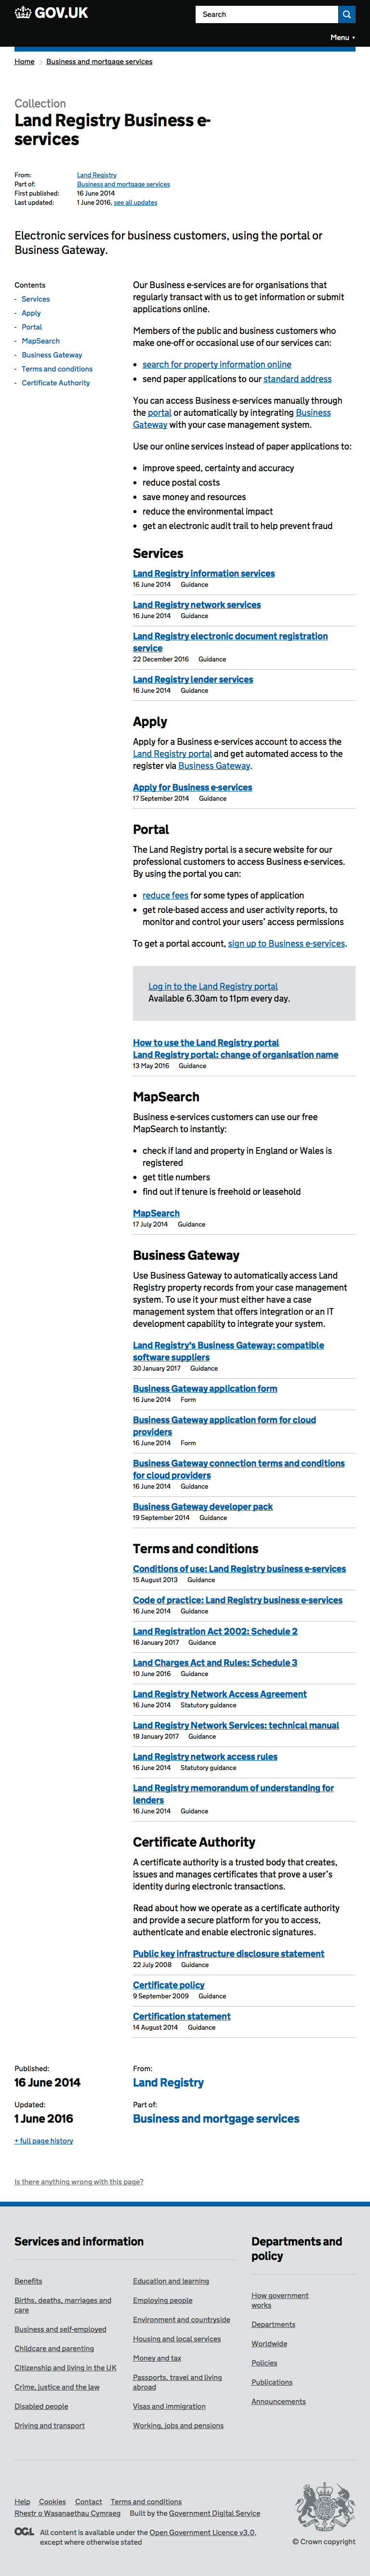 GOV.UK
Search
Menu ▼
Home
Business and mortgage services
Collection
Land Registry Business e-
services
From: Land Registry
Part of: Business and mortgage services
First published: 16 June 2014
Last updated: 1 June 2016, see all updates
Electronic services for business customers, using the portal or
Business Gateway.
Contents
- Services
- Apply
- Portal
- MapSearch
- Business Gateway
- Terms and conditions
- Certificate Authority
Our Business e-services are for organisations that
regularly transact with us to get information or submit
applications online.
Members of the public and business customers who
make one-off or occasional use of our services can:
• search for property information online
• send paper applications to our standard address
You can access Business e-services manually through
the portal or automatically by integrating Business
Gateway with your case management system.
Use our online services instead of paper applications to:
• improve speed, certainty and accuracy
• reduce postal costs
• save money and resources
• reduce the environmental impact
• get an electronic audit trail to help prevent fraud
Services
Land Registry information services
16 June 2014 Guidance
Land Registry network services
16 June 2014 Guidance
Land Registry electronic document registration
service
22 December 2016 Guidance
Land Registry lender services
16 June 2014 Guidance
Apply
Apply for a Business e-services account to access the
Land Registry portal and get automated access to the
register via Business Gateway.
Apply for Business e-services
17 September 2014 Guidance
Portal
The Land Registry portal is a secure website for our
professional customers to access Business e-services.
By using the portal you can:
• reduce fees for some types of application
• get role-based access and user activity reports, to
monitor and control your users' access permissions
To get a portal account, sign up to Business e-services.
Log in to the Land Registry portal
Available 6.30am to 11pm every day.
How to use the Land Registry portal
Land Registry portal: change of organisation name
13 May 2016 Guidance
MapSearch
Business e-services customers can use our free
MapSearch to instantly:
• check if land and property in England or Wales is
registered
• get title numbers
• find out if tenure is freehold or leasehold
MapSearch
17 July 2014 Guidance
Business Gateway
Use Business Gateway to automatically access Land
Registry property records from your case management
system. To use it your must either have a case
management system that offers integration or an IT
development capability to integrate your system.
Land Registry's Business Gateway: compatible
software suppliers
30 January 2017 Guidance
Business Gateway application form
16 June 2014 Form
Business Gateway application form for cloud
providers
16 June 2014 Form
Business Gateway connection terms and conditions
for cloud providers
16 June 2014 Guidance
Business Gateway developer pack
19 September 2014 Guidance
Terms and conditions
Conditions of use: Land Registry business e-services
15 August 2013 Guidance
Code of practice: Land Registry business e-services
16 June 2014 Guidance
Land Registration Act 2002: Schedule 2
16 January 2017 Guidance
Land Charges Act and Rules: Schedule 3
10 June 2016 Guidance
Land Registry Network Access Agreement
16 June 2014 Statutory guidance
Land Registry Network Services: technical manual
18 January 2017 Guidance
Land Registry network access rules
16 June 2014 Statutory guidance
Land Registry memorandum of understanding for
lenders
16 June 2014 Guidance
Certificate Authority
A certificate authority is a trusted body that creates,
issues and manages certificates that prove a user's
identity during electronic transactions.
Read about how we operate as a certificate authority
and provide a secure platform for you to access,
authenticate and enable electronic signatures.
Public key infrastructure disclosure statement
22 July 2008 Guidance
Certificate policy
9 September 2009 Guidance
Certification statement
14 August 2014 Guidance
Published:
16 June 2014
Updated:
1 June 2016
+ full page history
From:
Land Registry
Part of:
Business and mortgage services
Is there anything wrong with this page?
Services and information
Benefits
Births, deaths, marriages and
care
Business and self-employed
Childcare and parenting
Citizenship and living in the UK
Crime, justice and the law
Disabled people
Driving and transport
Education and learning
Employing people
Environment and countryside
Housing and local services
Money and tax
Passports, travel and living
abroad
Visas and immigration
Working, jobs and pensions
Departments and
policy
How government
works
Departments
Worldwide
Policies
Publications
Announcements
Help Cookies Contact Terms and conditions
Rhestr o Wasanaethau Cymraeg Built by the Government Digital Service
OGL All content is available under the Open Government Licence v3.0,
except where otherwise stated
© Crown copyright